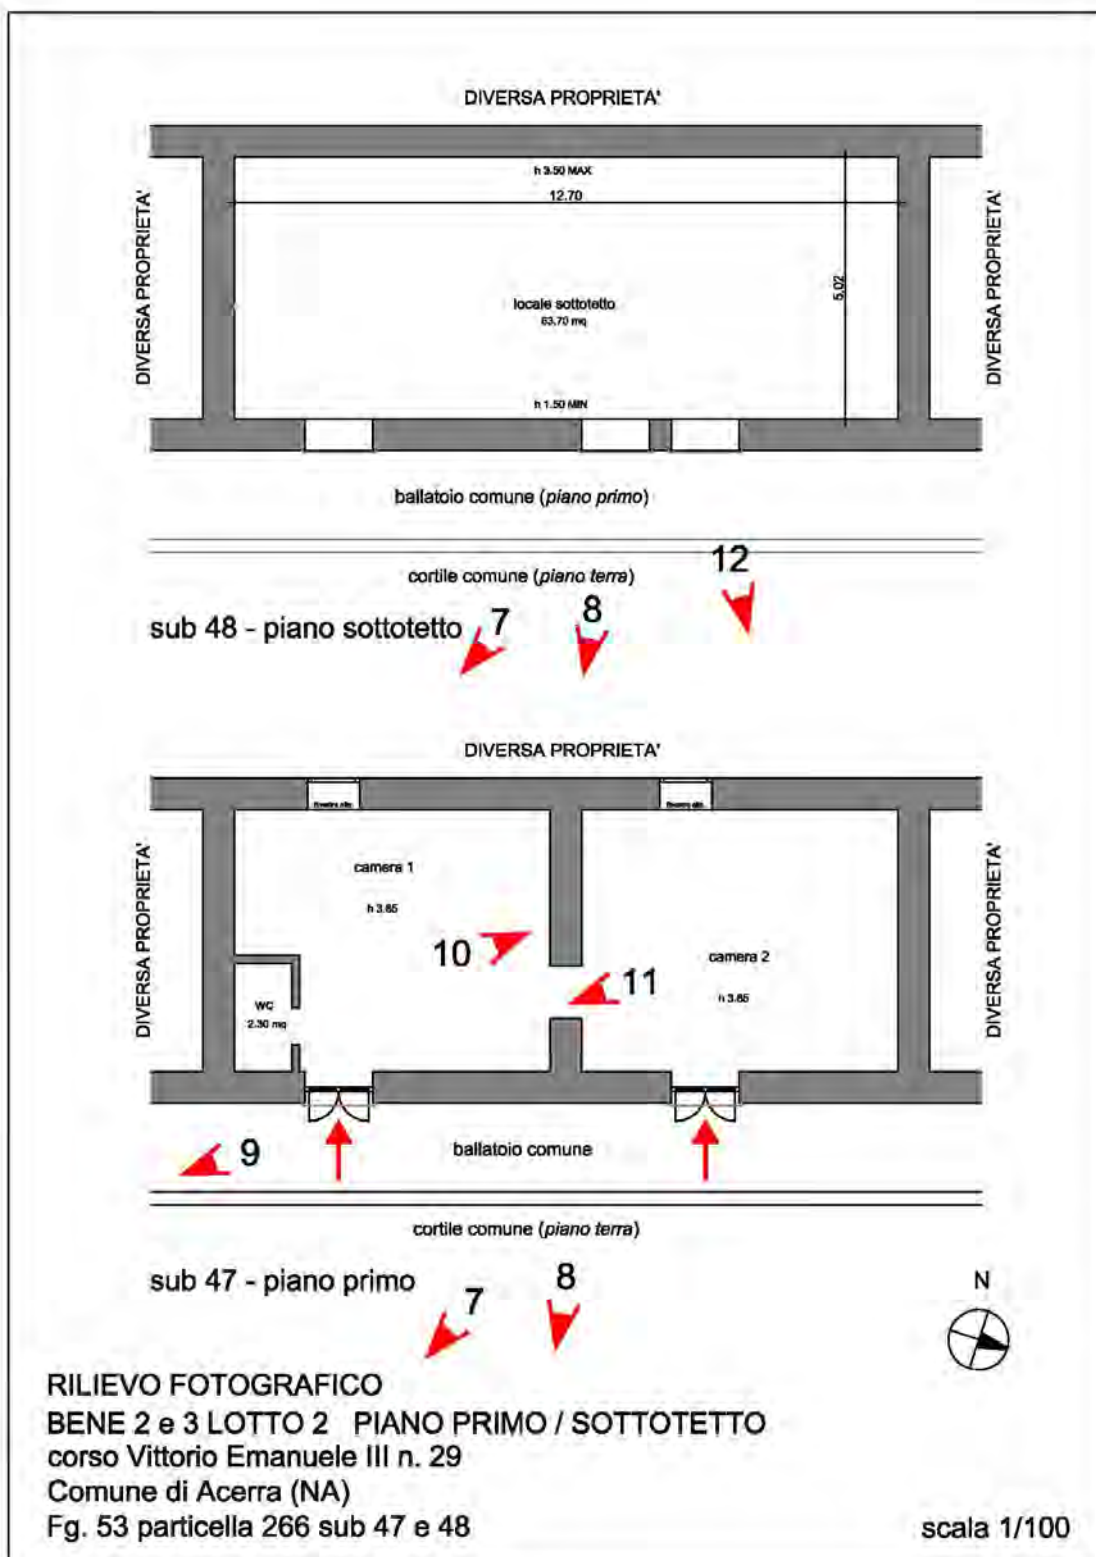 DIVERSA PROPRIETA'
h 3.50 MAX
12.70
DIVERSA PROPRIETA'
DIVERSA PROPRIETA'
5.02
locale sottotetto
63.70 mq
h 1.50 MIN
ballatoio comune (piano primo)
12
cortile comune (piano terra)
7
8
sub 48 - piano sottotetto
DIVERSA PROPRIETA'
camera 1
h 3.65
DIVERSA PROPRIETA'
DIVERSA PROPRIETA'
10
camera 2
11
h 3.65
WC
2.30 mq
9
ballatoio comune
cortile comune (piano terra)
sub 47 - piano primo
7
8
N
RILIEVO FOTOGRAFICO
BENE 2 e 3 LOTTO 2 PIANO PRIMO / SOTTOTETTO
corso Vittorio Emanuele III n. 29
Comune di Acerra (NA)
Fg. 53 particella 266 sub 47 e 48
scala 1/100